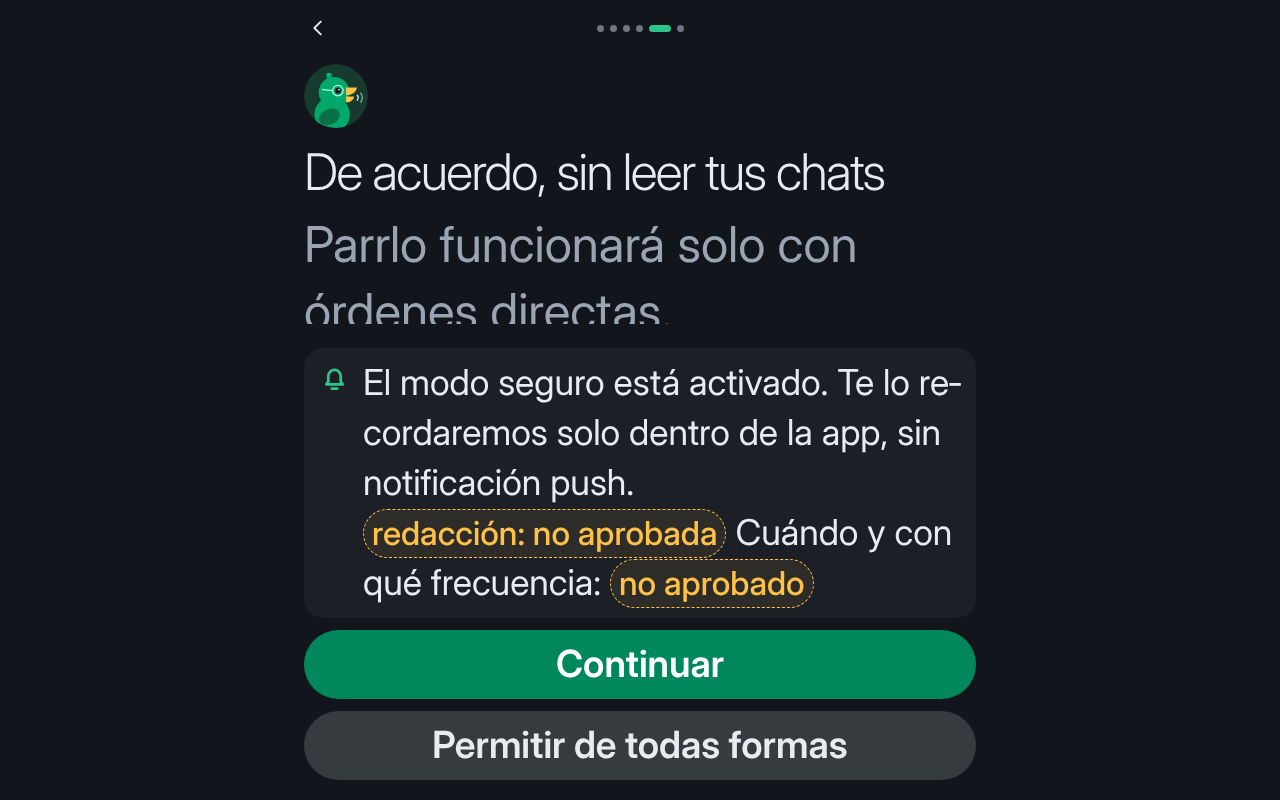 De acuerdo, sin leer tus chats
Parrlo funcionará solo con
órdenes directas.
El modo seguro está activado. Te lo re-
cordaremos solo dentro de la app, sin
notificación push.
redacción: no aprobada Cuándo y con
qué frecuencia: no aprobado
Continuar
Permitir de todas formas